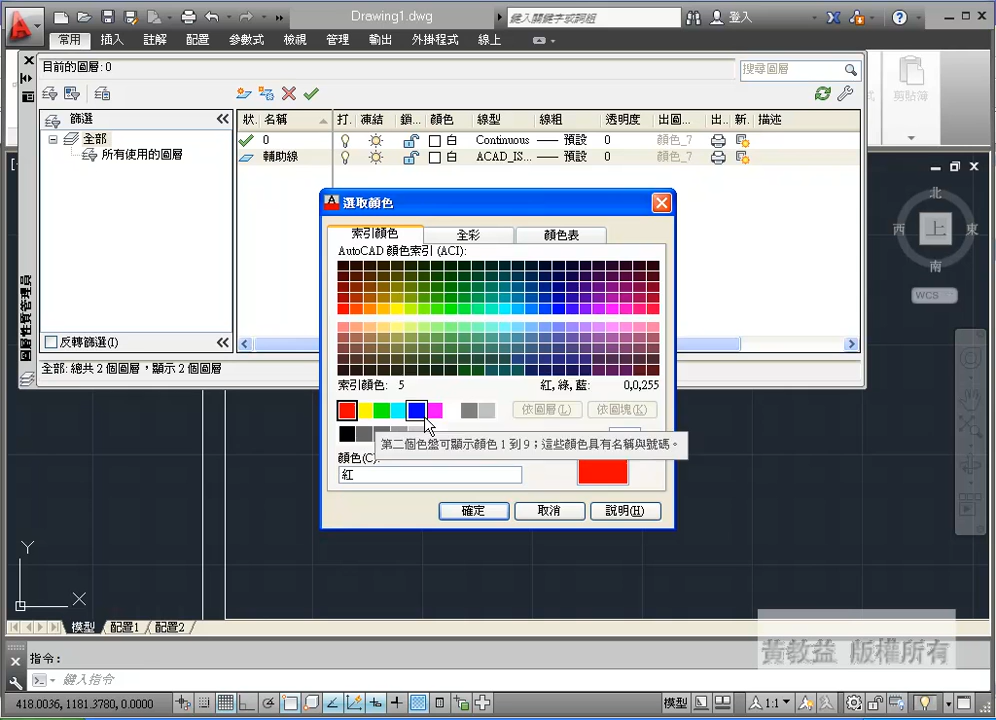 Drawing1.dwg
鍵入關鍵字或詞組
登入
常用 插入 註解 配置 參數式 檢視 管理 輸出 外掛程式 線上
目前的圖層: 0
搜尋圖層
剪貼簿
篩選
狀. 名稱 打. 凍結 鎖... 顏色 線型 線粗 透明度 出圖... 出. 新. 描述
全部
0 白 Continuous 預設 0 顏色_7
所有使用的圖層
輔助線 白 ACAD_IS... 預設 0 顏色_7
選取顏色
北
西 上 東
南
WCS
索引顏色 全彩 顏色表
AutoCAD 顏色索引 (ACI):
圖層性質管理員
反轉篩選(I)
全部: 總共 2 個圖層，顯示 2 個圖層
索引顏色: 5 紅, 綠, 藍: 0,0,255
依圖層(L) 依圖塊(K)
第二個色盤可顯示顏色 1 到 9；這些顏色具有名稱與號碼。
顏色(C)
紅
確定 取消 說明(H)
Y
X
模型 配置1 配置2
指令:
鍵入指令
黃教益 版權所有
418.0036, 1181.3780, 0.0000 模型 1:1